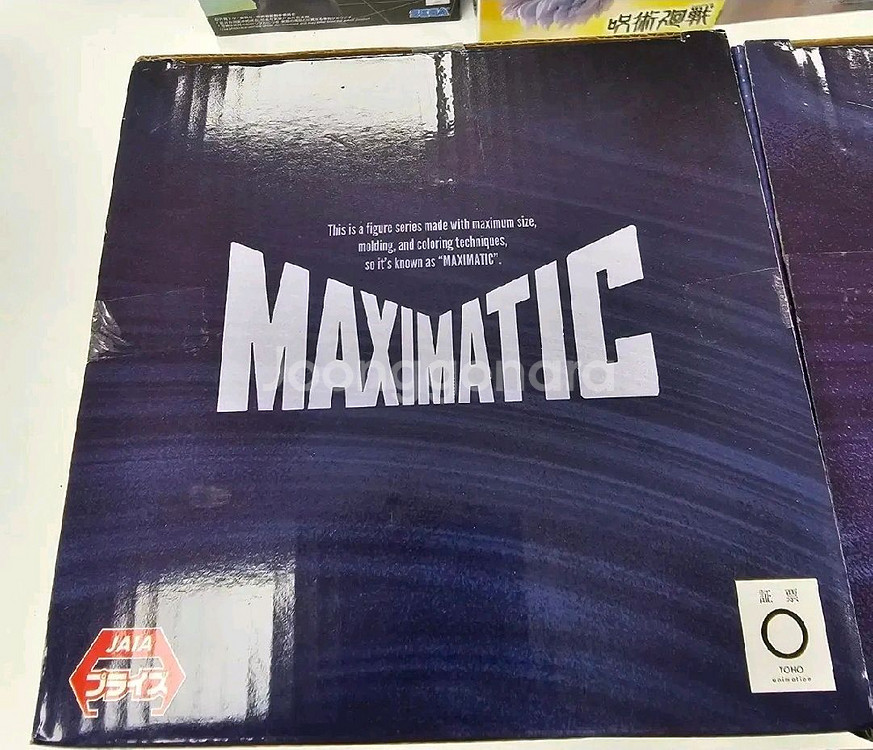 SEGA
呪術廻戦
This is a figure series made with maximum size,
molding, and coloring techniques,
so it's known as "MAXIMATIC".
MAXIMATIC
Joonggonara
JAIA
プライズ
証 票
TOHO
animation